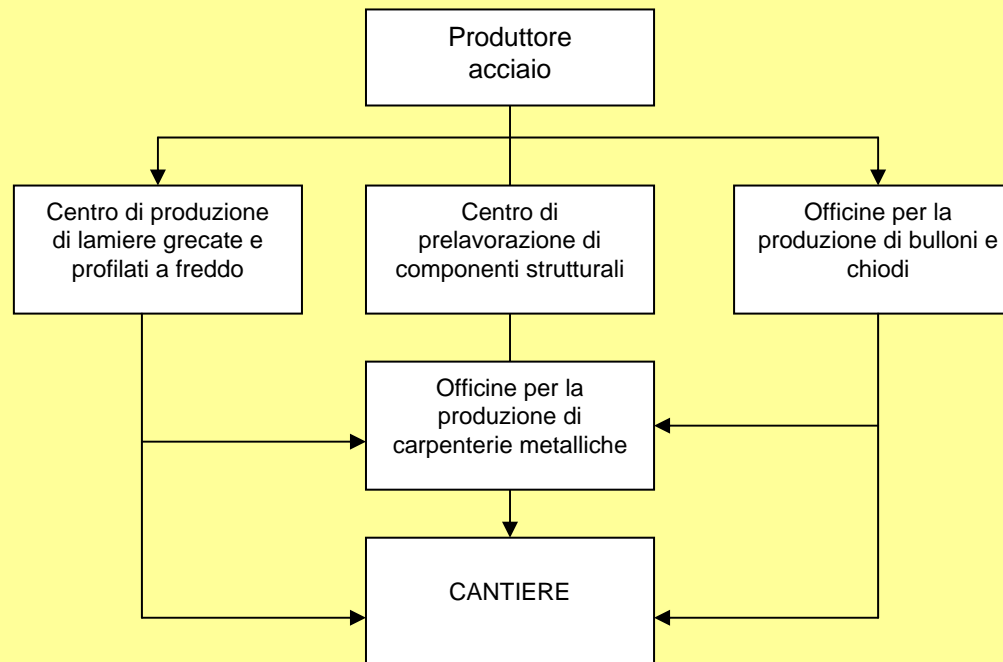 Produttore
acciaio
Centro di produzione
di lamiere grecate e
profilati a freddo
Centro di
prelavorazione di
componenti strutturali
Officine per la
produzione di bulloni e
chiodi
Officine per la
produzione di
carpenterie metalliche
CANTIERE